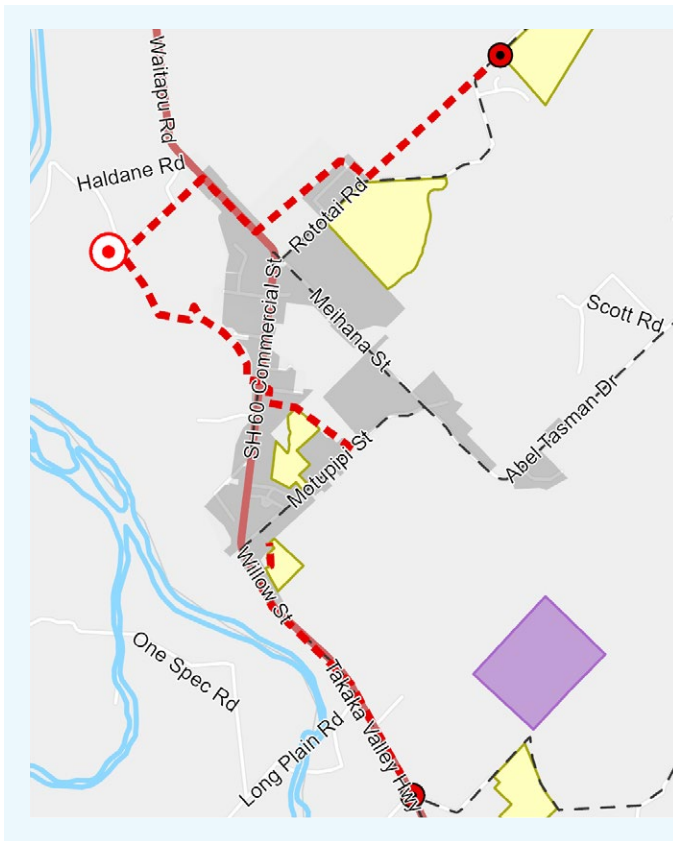 Waitapu Rd
Haldane Rd
Rototai Rd
SH 60 Commercial St
Meihana St
Scott Rd
Abel-Tasman-Dr
Motupipi St
Willow St
One Spec Rd
Takaka Valley Hwy
Long Plain Rd